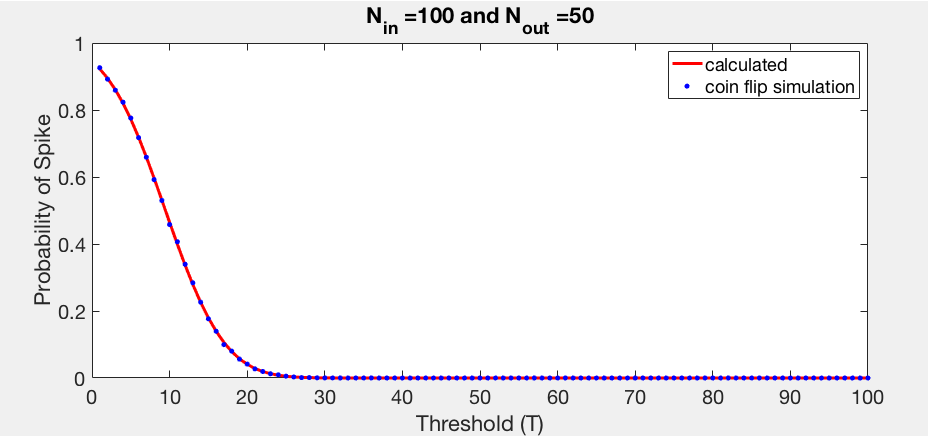 N_in =100 and N_out =50
calculated
coin flip simulation
Probability of Spike
1
0.8
0.6
0.4
0.2
0
0 10 20 30 40 50 60 70 80 90 100
Threshold (T)